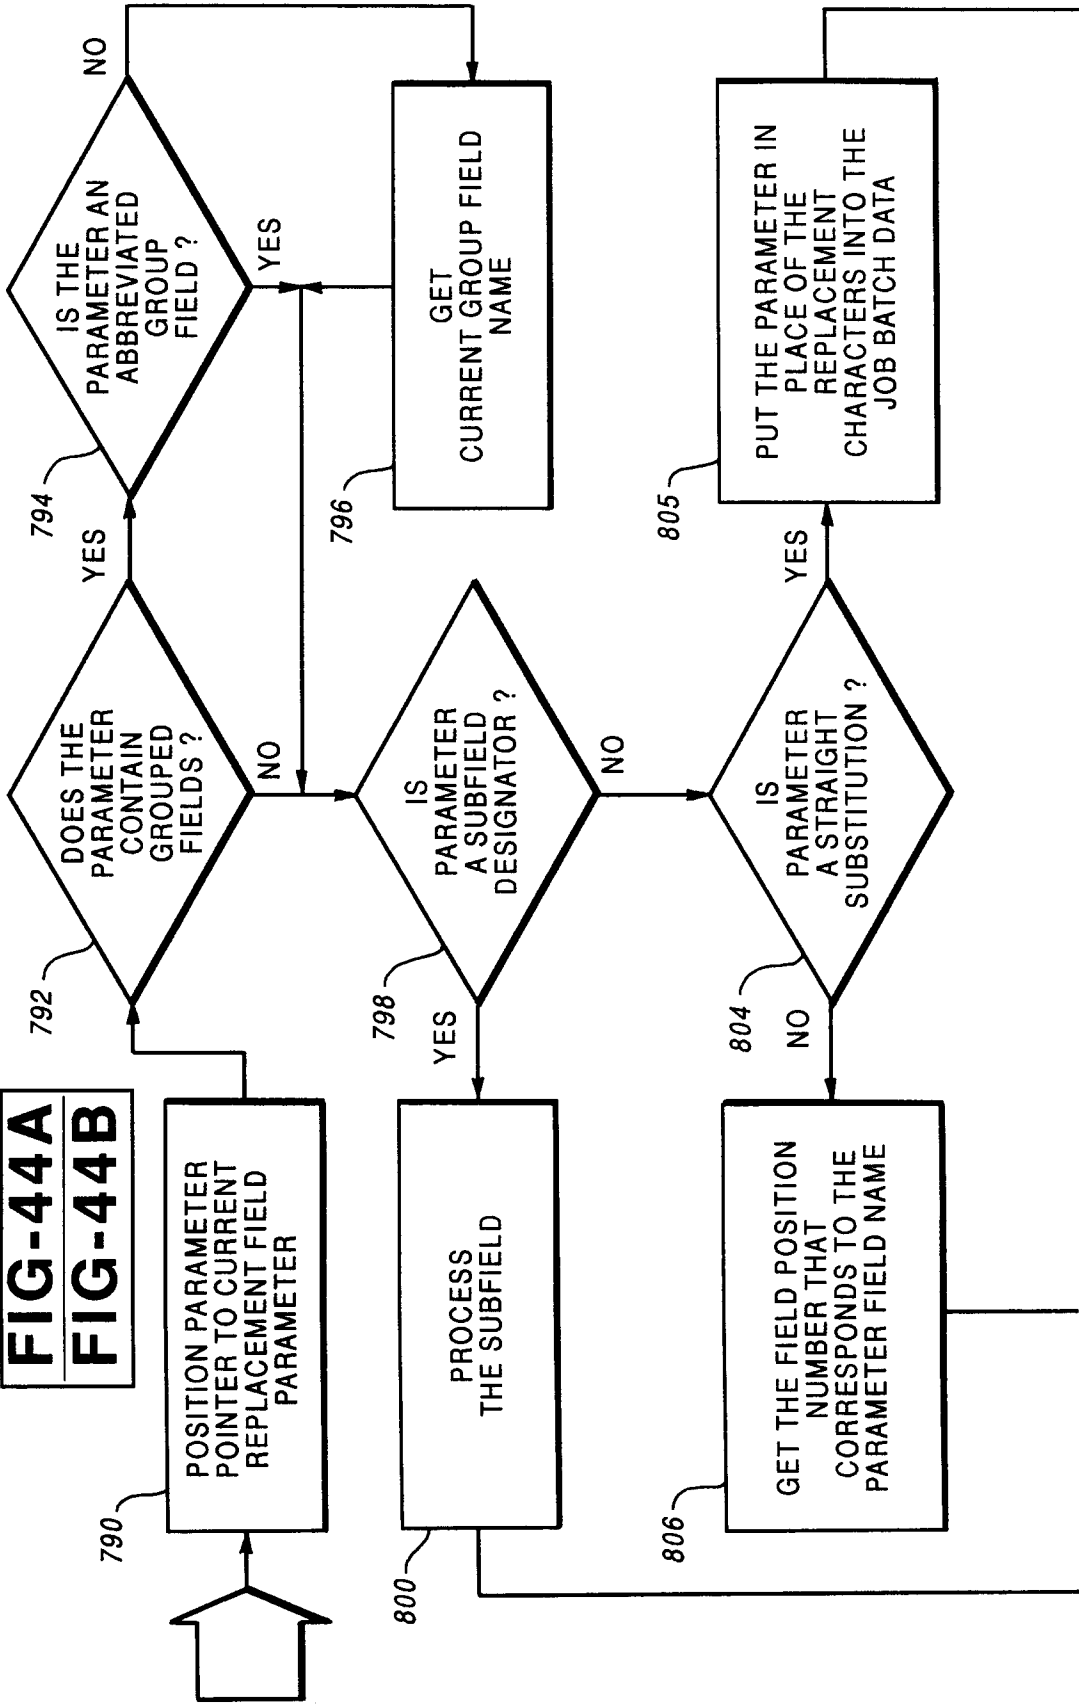 FIG-44A
FIG-44B
790
POSITION PARAMETER
POINTER TO CURRENT
REPLACEMENT FIELD
PARAMETER
792
DOES THE
PARAMETER
CONTAIN
GROUPED
FIELDS ?
YES
NO
794
IS THE
PARAMETER AN
ABBREVIATED
GROUP
FIELD ?
NO
YES
796
GET
CURRENT GROUP FIELD
NAME
798
IS
PARAMETER
A SUBFIELD
DESIGNATOR ?
YES
NO
800
PROCESS
THE SUBFIELD
804
IS
PARAMETER
A STRAIGHT
SUBSTITUTION ?
YES
NO
805
PUT THE PARAMETER IN
PLACE OF THE
REPLACEMENT
CHARACTERS INTO THE
JOB BATCH DATA
806
GET THE FIELD POSITION
NUMBER THAT
CORRESPONDS TO THE
PARAMETER FIELD NAME